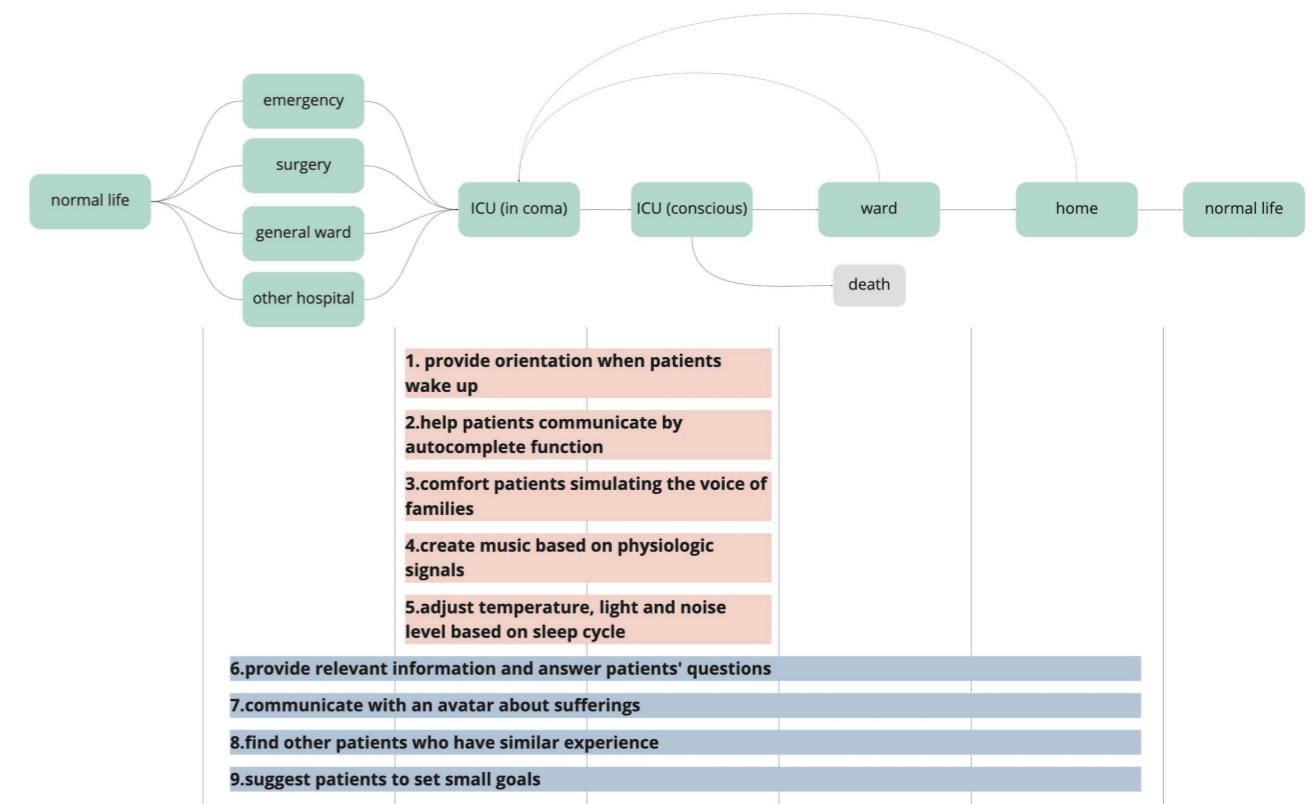 emergency
surgery
normal life
general ward
other hospital
ICU (in coma)
ICU (conscious)
ward
home
normal life
death
1. provide orientation when patients
wake up
2.help patients communicate by
autocomplete function
3.comfort patients simulating the voice of
families
4.create music based on physiologic
signals
5.adjust temperature, light and noise
level based on sleep cycle
6.provide relevant information and answer patients' questions
7.communicate with an avatar about sufferings
8.find other patients who have similar experience
9.suggest patients to set small goals